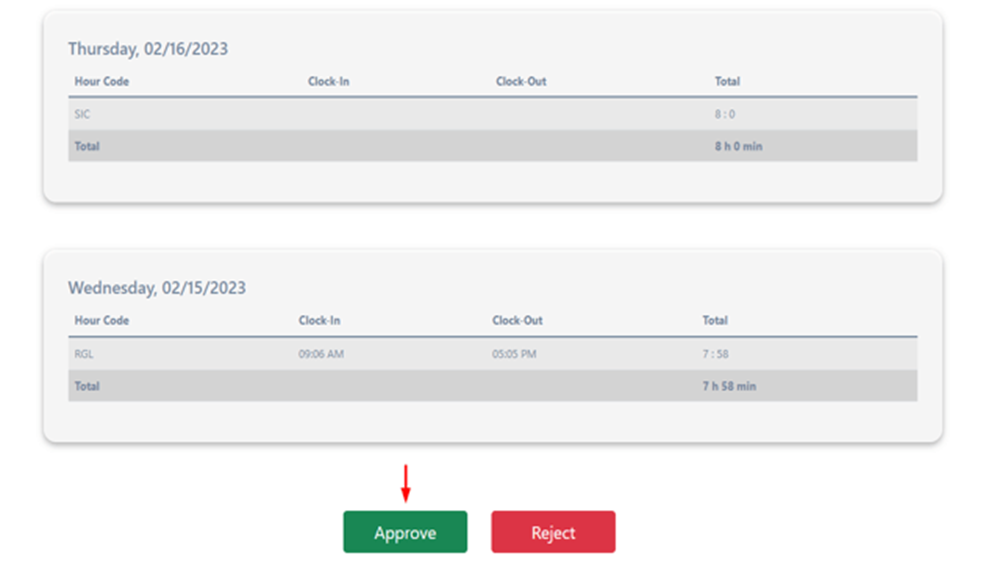 Thursday, 02/16/2023
Hour Code Clock-In Clock-Out Total
SIC 8 : 0
Total 8 h 0 min
Wednesday, 02/15/2023
Hour Code Clock-In Clock-Out Total
RGL 09:06 AM 05:05 PM 7 : 58
Total 7 h 58 min
Approve Reject